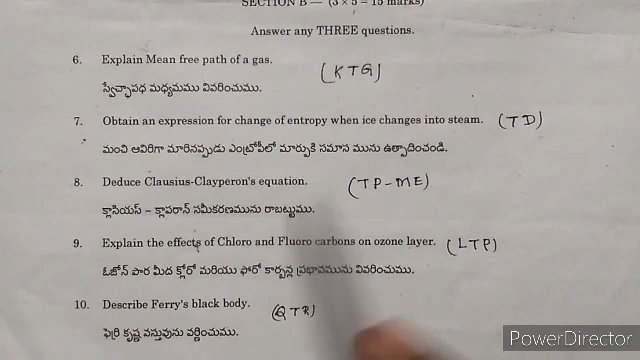 SECTION B — (3 × 5 = 15 marks)
Answer any THREE questions.
6. Explain Mean free path of a gas. (KTG)
స్వేచ్ఛాపధ మధ్యమము వివరించుము.
7. Obtain an expression for change of entropy when ice changes into steam. (TD)
మంచి ఆవిరిగా మారినప్పుడు ఎంట్రోపీలో మార్పుకి సమాస మును ఉత్పాదించండి.
8. Deduce Clausius-Clayperon's equation. (TP-ME)
క్లాసియస్ – క్లాపరాన్ సమీకరణమును రాబట్టుము.
9. Explain the effects of Chloro and Fluoro carbons on ozone layer. (LTP)
ఓజోన్ పొర మీద క్లోరో మరియు ఫోరో కార్బన్ల ప్రభావమును వివరించుము.
10. Describe Ferry's black body. (QTR)
ఫెర్రి కృష్ణ వస్తువును వర్ణించుము.
PowerDirector